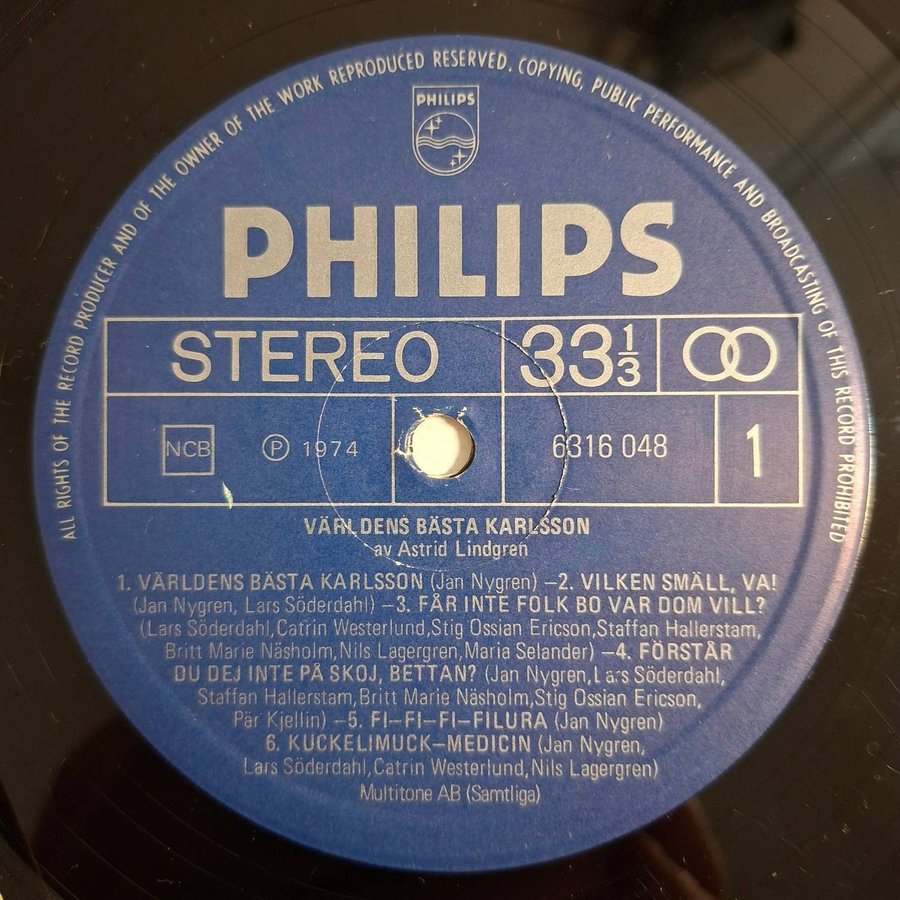 ALL RIGHTS OF THE RECORD PRODUCER AND OF THE OWNER OF THE WORK REPRODUCED RESERVED. COPYING, PUBLIC PERFORMANCE AND BROADCASTING OF THIS RECORD PROHIBITED
PHILIPS
PHILIPS
STEREO 33 1/3
NCB Ⓟ 1974 6316 048 1
VÄRLDENS BÄSTA KARLSSON
av Astrid Lindgren
1. VÄRLDENS BÄSTA KARLSSON (Jan Nygren) –2. VILKEN SMÄLL, VA!
(Jan Nygren, Lars Söderdahl) –3. FÅR INTE FOLK BO VAR DOM VILL?
(Lars Söderdahl, Catrin Westerlund, Stig Ossian Ericson, Staffan Hallerstam,
Britt Marie Näsholm, Nils Lagergren, Maria Selander) –4. FÖRSTÅR
DU DEJ INTE PÅ SKOJ, BETTAN? (Jan Nygren, Lars Söderdahl,
Staffan Hallerstam, Britt Marie Näsholm, Stig Ossian Ericson,
Pär Kjellin) –5. FI–FI–FI–FILURA (Jan Nygren)
6. KUCKELIMUCK–MEDICIN (Jan Nygren,
Lars Söderdahl, Catrin Westerlund, Nils Lagergren)
Multitone AB (Samtliga)